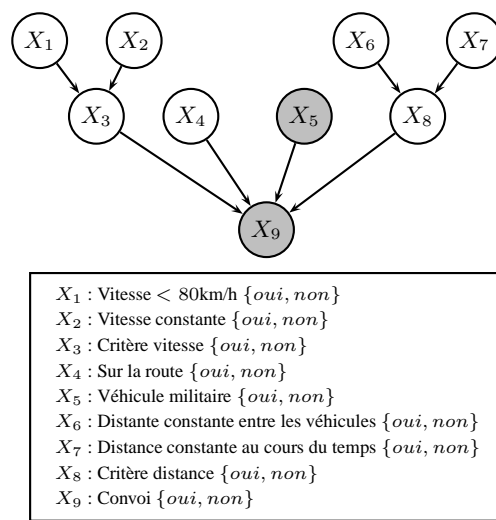 X₁ X₂ X₆ X₇
X₃ X₄ X₅ X₈
X₉
X₁ : Vitesse < 80km/h {oui, non}
X₂ : Vitesse constante {oui, non}
X₃ : Critère vitesse {oui, non}
X₄ : Sur la route {oui, non}
X₅ : Véhicule militaire {oui, non}
X₆ : Distante constante entre les véhicules {oui, non}
X₇ : Distance constante au cours du temps {oui, non}
X₈ : Critère distance {oui, non}
X₉ : Convoi {oui, non}